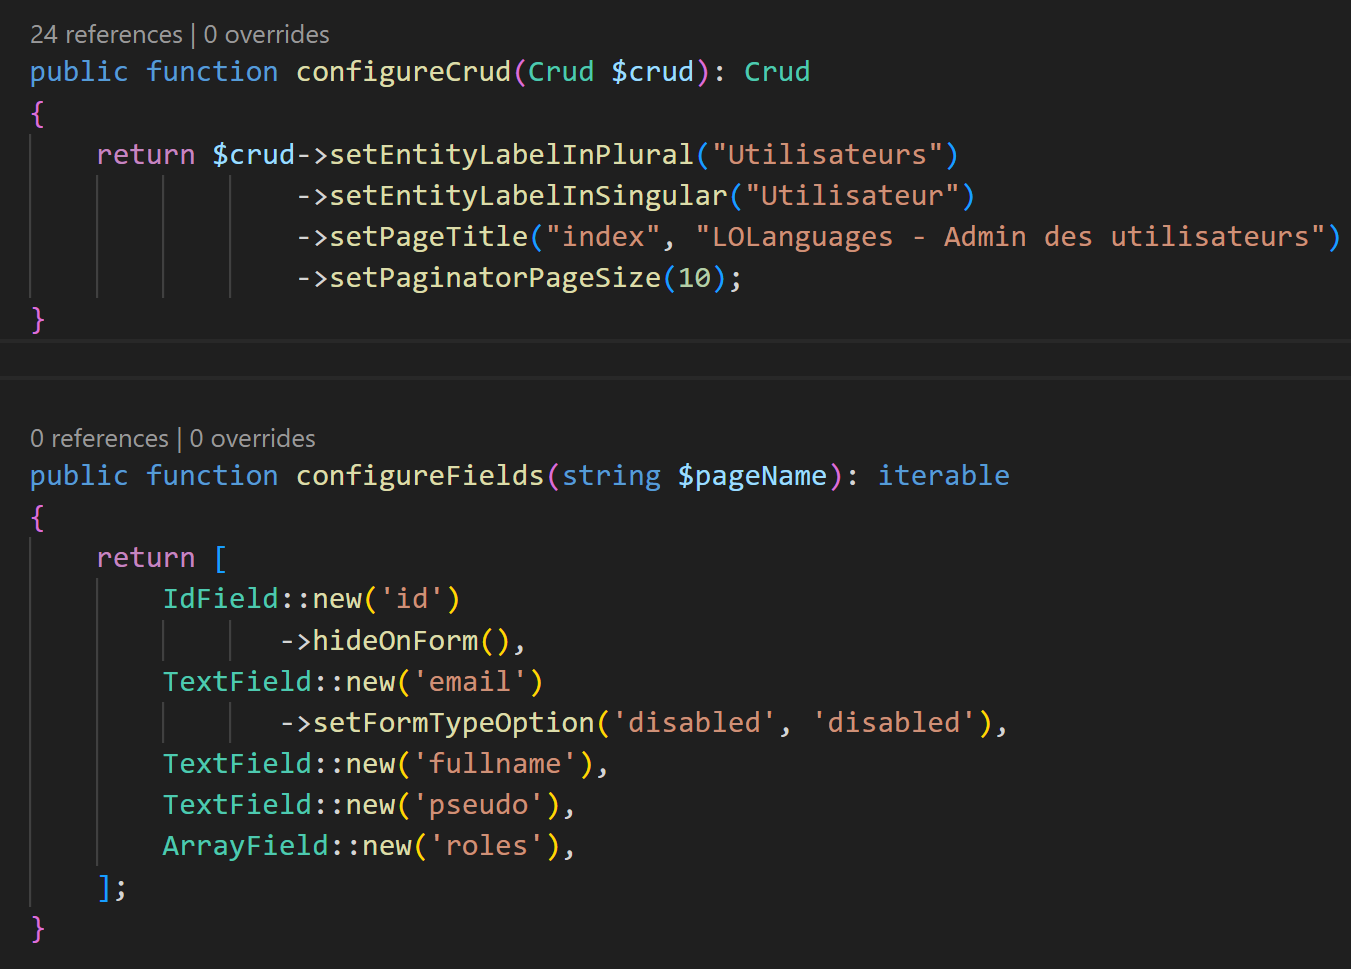 24 references | 0 overrides
public function configureCrud(Crud $crud): Crud
{
    return $crud->setEntityLabelInPlural("Utilisateurs")
                ->setEntityLabelInSingular("Utilisateur")
                ->setPageTitle("index", "LOLanguages - Admin des utilisateurs")
                ->setPaginatorPageSize(10);
}
0 references | 0 overrides
public function configureFields(string $pageName): iterable
{
    return [
        IdField::new('id')
               ->hideOnForm(),
        TextField::new('email')
               ->setFormTypeOption('disabled', 'disabled'),
        TextField::new('fullname'),
        TextField::new('pseudo'),
        ArrayField::new('roles'),
    ];
}